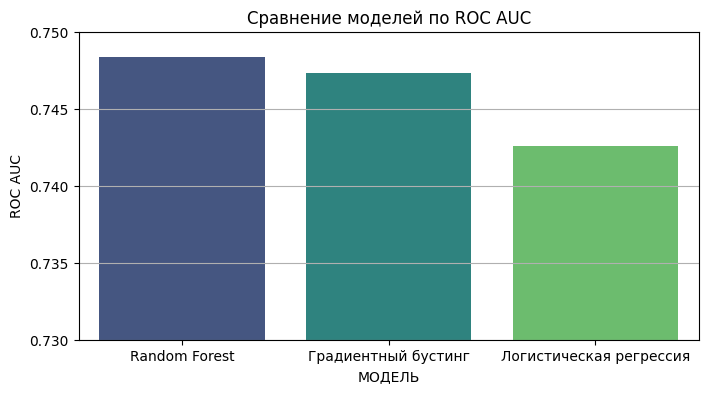 Сравнение моделей по ROC AUC
0.750
0.745
0.740
0.735
0.730
ROC AUC
Random Forest
Градиентный бустинг
Логистическая регрессия
МОДЕЛЬ